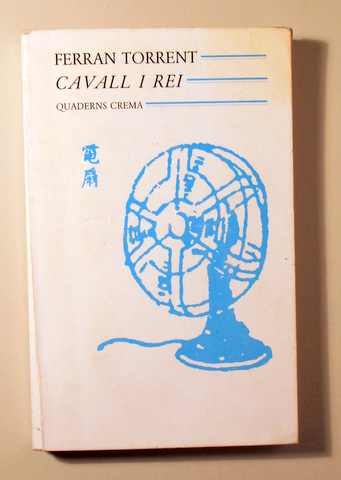 FERRAN TORRENT
CAVALL I REI
QUADERNS CREMA
電扇